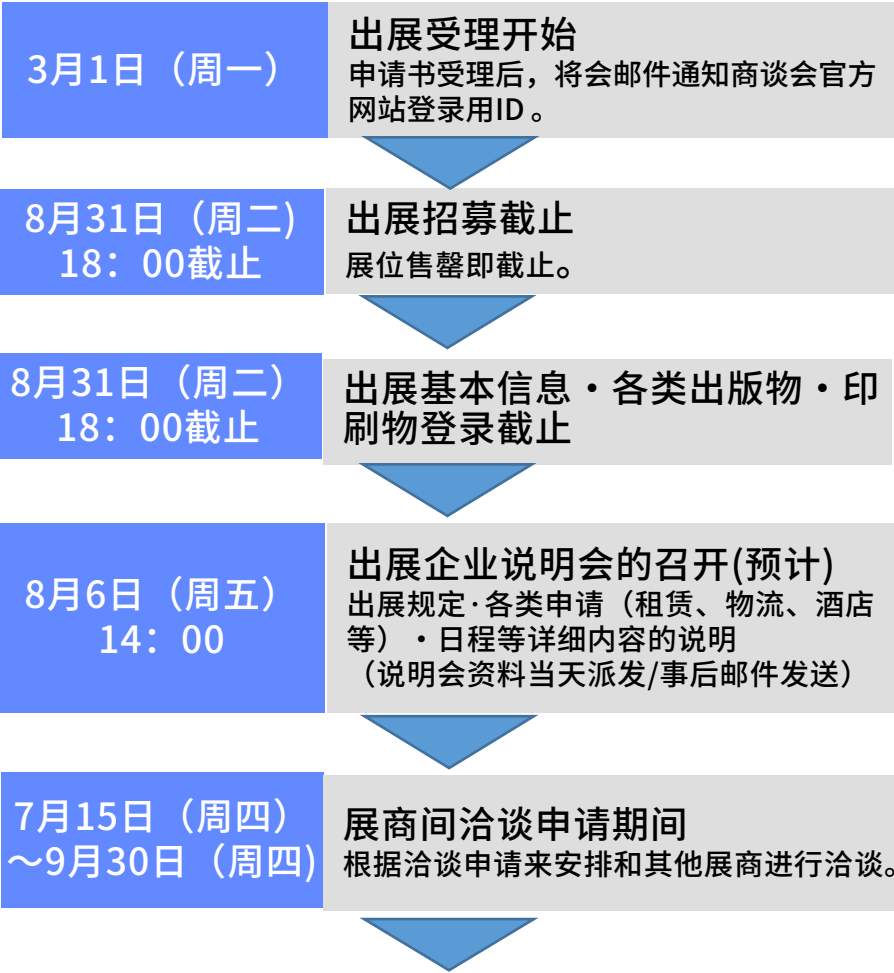 3月1日（周一）
出展受理开始
申请书受理后，将会邮件通知商谈会官方
网站登录用ID 。
8月31日（周二)
18：00截止
出展招募截止
展位售罄即截止。
8月31日（周二）
18：00截止
出展基本信息・各类出版物・印
刷物登录截止
8月6日（周五）
14：00
出展企业说明会的召开(预计)
出展规定·各类申请（租赁、物流、酒店
等）・日程等详细内容的说明
（说明会资料当天派发/事后邮件发送）
7月15日（周四）
～9月30日（周四)
展商间洽谈申请期间
根据洽谈申请来安排和其他展商进行洽谈。